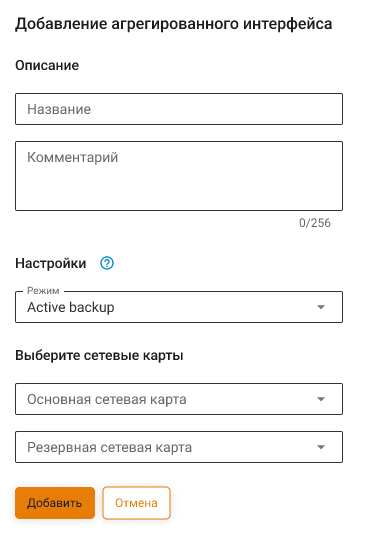 Добавление агрегированного интерфейса
Описание
Название
Комментарий
0/256
Настройки
Режим
Active backup
Выберите сетевые карты
Основная сетевая карта
Резервная сетевая карта
Добавить Отмена